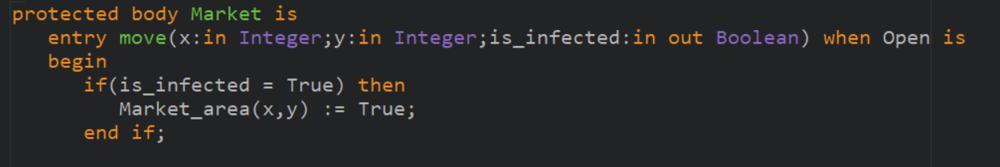 protected body Market is
entry move(x:in Integer;y:in Integer;is_infected:in out Boolean) when Open is
begin
if(is_infected = True) then
Market_area(x,y) := True;
end if;